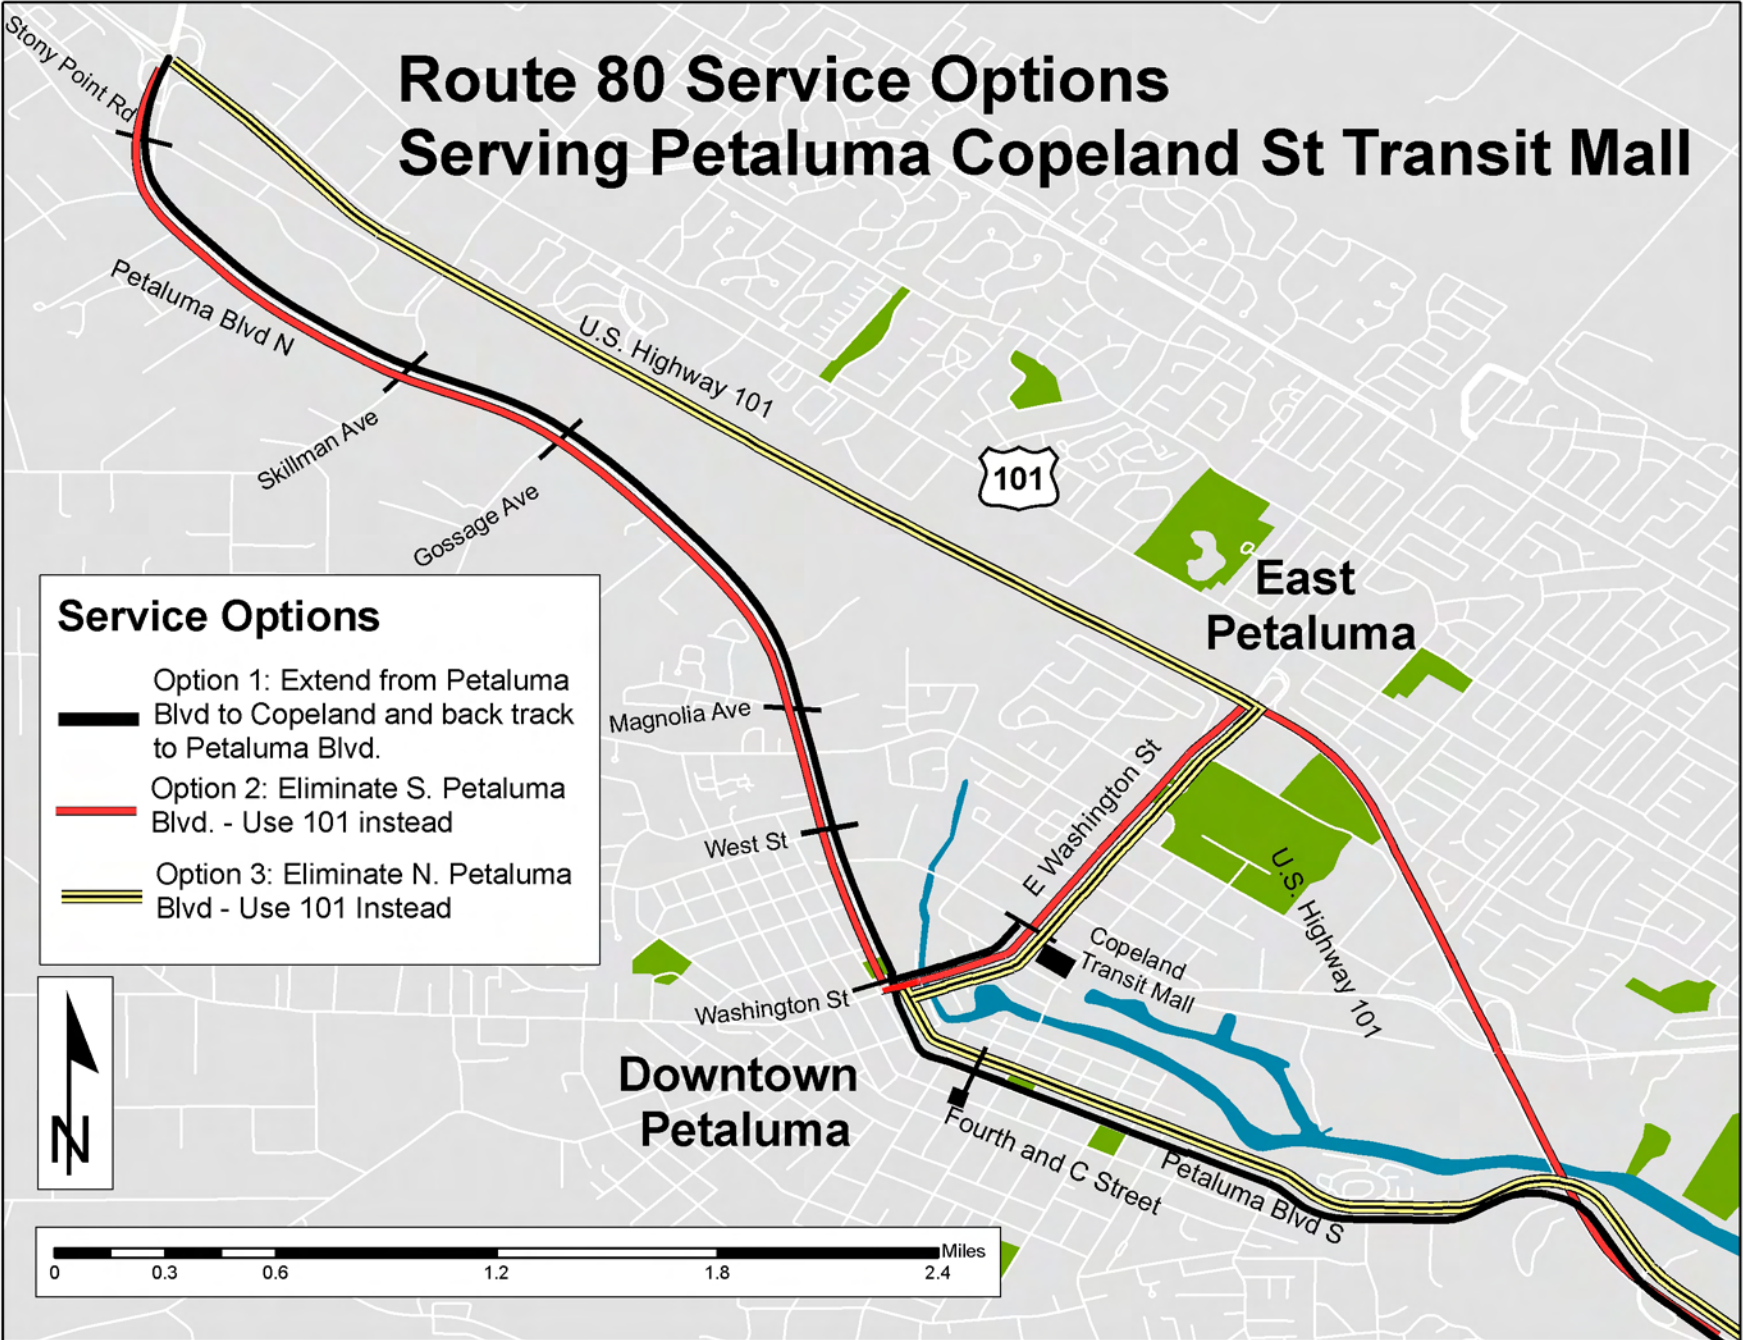 Route 80 Service Options
Serving Petaluma Copeland St Transit Mall
Stony Point Rd
Petaluma Blvd N
U.S. Highway 101
Skillman Ave
Gossage Ave
101
East
Petaluma
Service Options
Option 1: Extend from Petaluma
Blvd to Copeland and back track
to Petaluma Blvd.
Option 2: Eliminate S. Petaluma
Blvd. - Use 101 instead
Option 3: Eliminate N. Petaluma
Blvd - Use 101 Instead
Magnolia Ave
West St
E Washington St
U.S. Highway 101
Copeland
Transit Mall
Washington St
Downtown
Petaluma
Fourth and C Street
Petaluma Blvd S
N
Miles
0 0.3 0.6 1.2 1.8 2.4